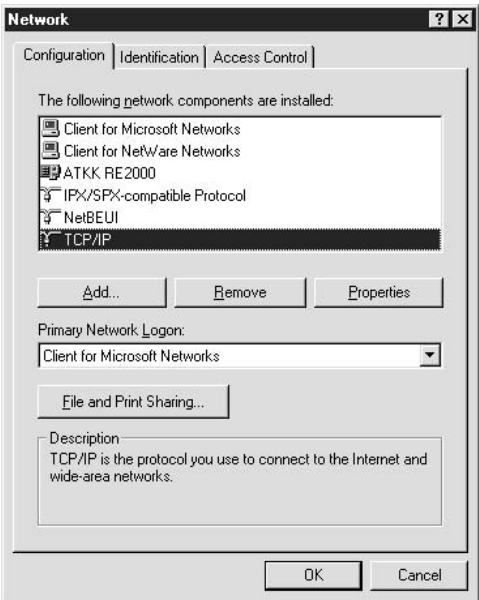 Network
Configuration Identification Access Control
The following network components are installed:
Client for Microsoft Networks
Client for NetWare Networks
ATKK RE2000
IPX/SPX-compatible Protocol
NetBEUI
TCP/IP
Add... Remove Properties
Primary Network Logon:
Client for Microsoft Networks
File and Print Sharing...
Description
TCP/IP is the protocol you use to connect to the Internet and
wide-area networks.
OK Cancel